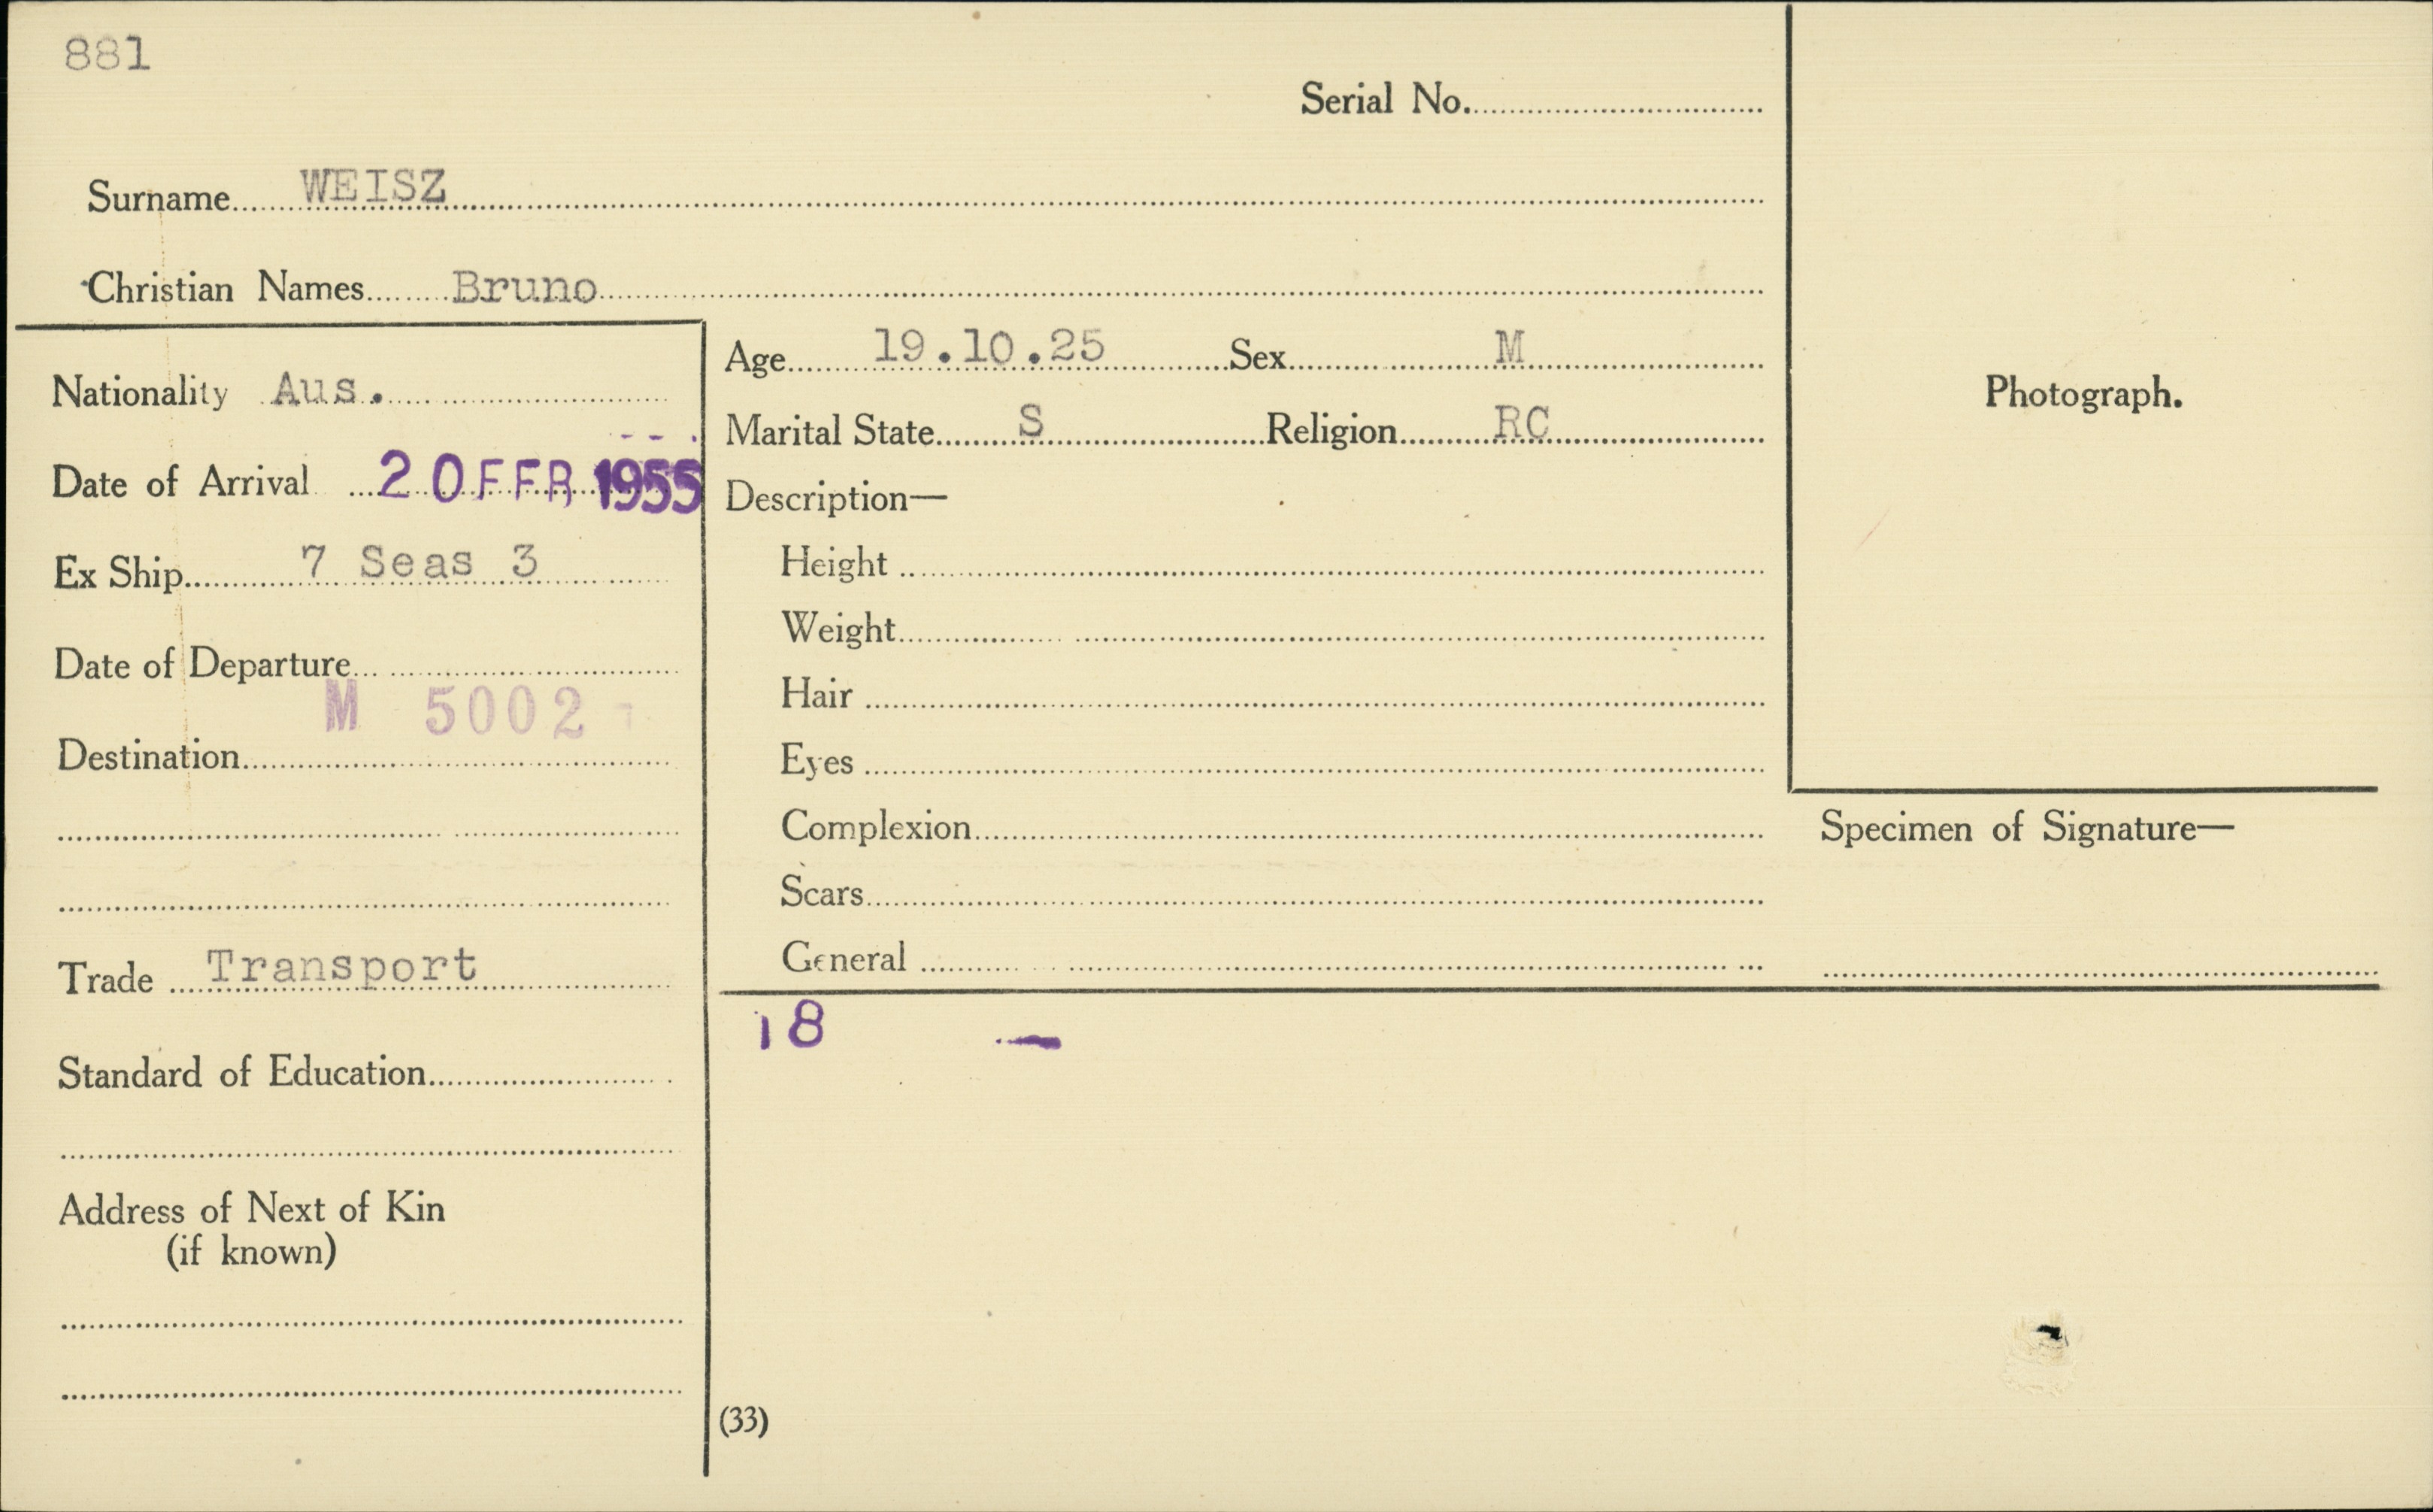 881
Serial No.
Surname WEISZ
Christian Names Bruno
Nationality Aus.
Date of Arrival 20 FEB 1955
Ex Ship 7 Seas 3
Date of Departure
M 5002
Destination
Trade Transport
Standard of Education
Address of Next of Kin
(if known)
Age 19.10.25 Sex M
Marital State S Religion RC
Description—
Height
Weight
Hair
Eyes
Complexion
Scars
General
18 -
(33)
Photograph.
Specimen of Signature—